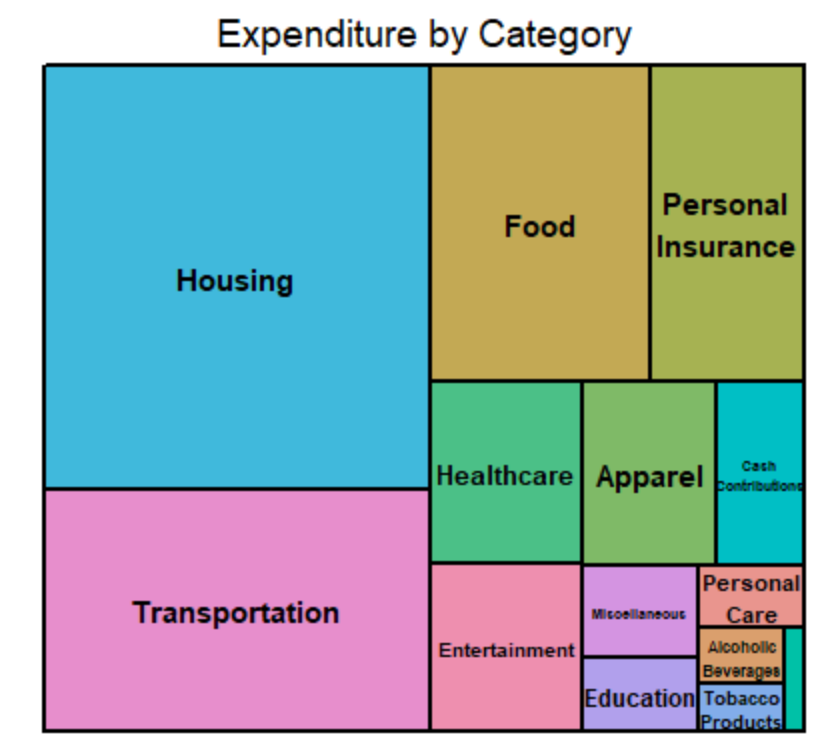 Expenditure by Category
Housing
Food
Personal
Insurance
Healthcare
Apparel
Cash
Contributions
Transportation
Entertainment
Miscellaneous
Education
Personal
Care
Alcoholic
Beverages
Tobacco
Products